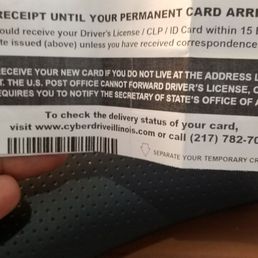 RECEIPT UNTIL YOUR PERMANENT CARD ARRI
ould receive your Driver's License / CLP / ID Card within 15
te issued (above) unless you have received correspondence
ECEIVE YOUR NEW CARD IF YOU DO NOT LIVE AT THE ADDRESS L
T. THE U.S. POST OFFICE CANNOT FORWARD DRIVER'S LICENSE,
EQUIRES YOU TO NOTIFY THE SECRETARY OF STATE'S OFFICE OF A
To check the delivery status of your card,
visit www.cyberdriveillinois.com or call (217) 782-70
SEPARATE YOUR TEMPORARY